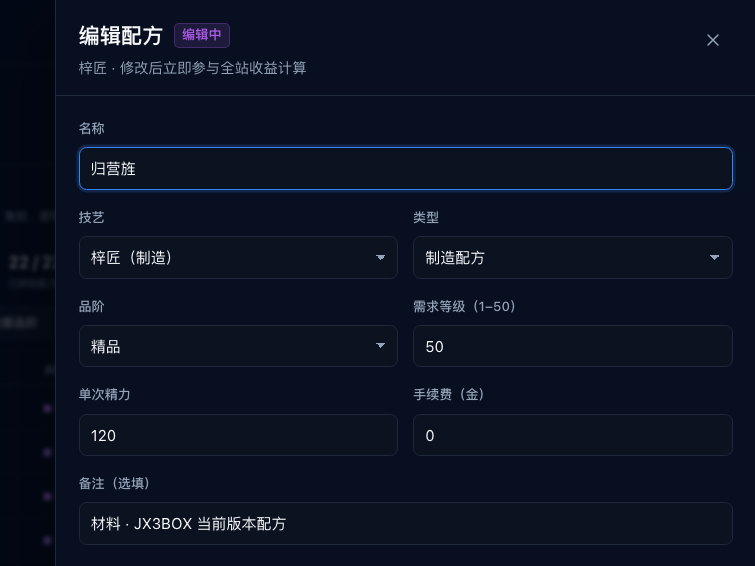 编辑配方 编辑中
梓匠 · 修改后立即参与全站收益计算
名称
归营旌
技艺 类型
梓匠（制造） 制造配方
品阶 需求等级（1–50）
精品 50
单次精力 手续费（金）
120 0
备注（选填）
材料 · JX3BOX 当前版本配方